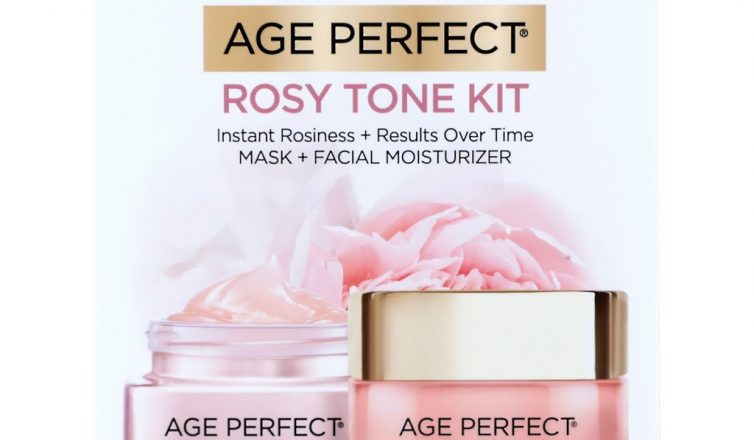 AGE PERFECT®
ROSY TONE KIT
Instant Rosiness + Results Over Time
MASK + FACIAL MOISTURIZER
AGE PERFECT®
AGE PERFECT®